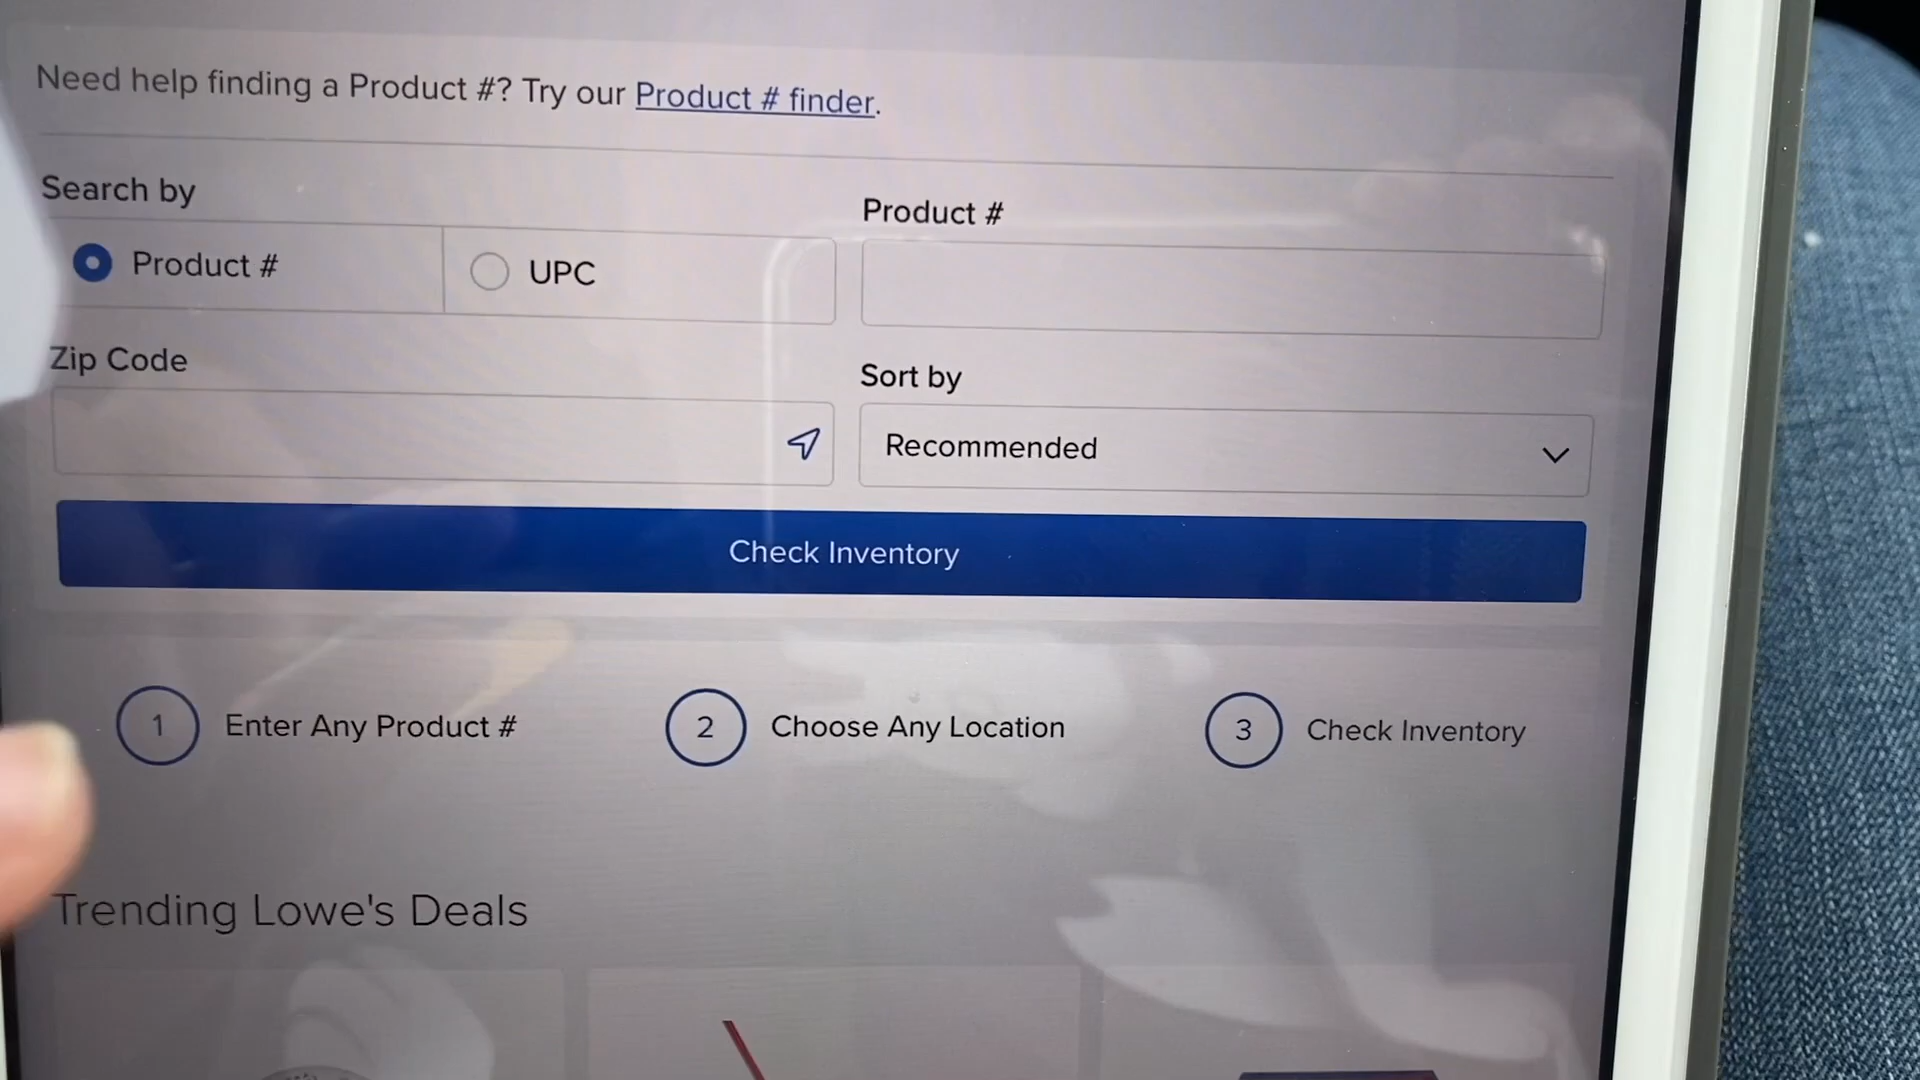 Need help finding a Product #? Try our Product # finder.
Search by
Product #
Product #
UPC
Zip Code
Sort by
Recommended
Check Inventory
1 Enter Any Product #
2 Choose Any Location
3 Check Inventory
Trending Lowe's Deals